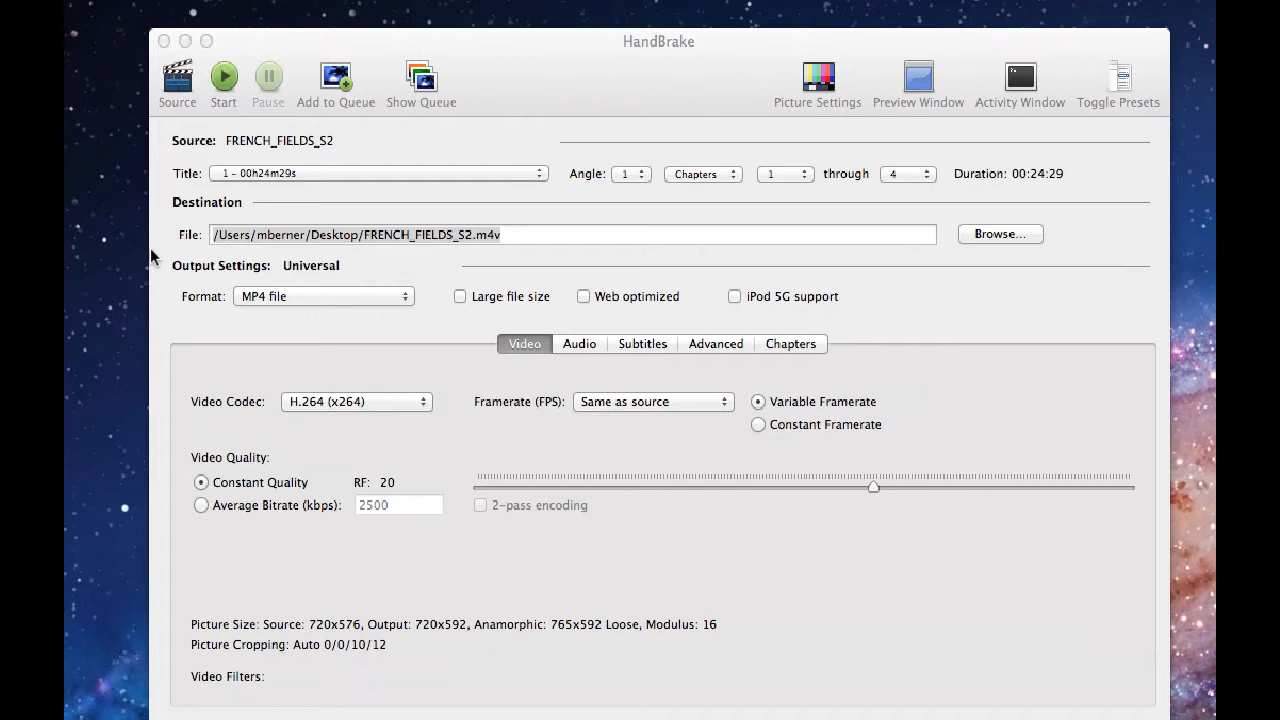 HandBrake
Source Start Pause Add to Queue Show Queue Picture Settings Preview Window Activity Window Toggle Presets
Source: FRENCH_FIELDS_S2
Title: 1 - 00h24m29s Angle: 1 Chapters 1 through 4 Duration: 00:24:29
Destination
File: /Users/mberner/Desktop/FRENCH_FIELDS_S2.m4v Browse...
Output Settings: Universal
Format: MP4 file Large file size Web optimized iPod 5G support
Video Audio Subtitles Advanced Chapters
Video Codec: H.264 (x264) Framerate (FPS): Same as source Variable Framerate
Constant Framerate
Video Quality:
Constant Quality RF: 20
Average Bitrate (kbps): 2500 2-pass encoding
Picture Size: Source: 720x576, Output: 720x592, Anamorphic: 765x592 Loose, Modulus: 16
Picture Cropping: Auto 0/0/10/12
Video Filters: